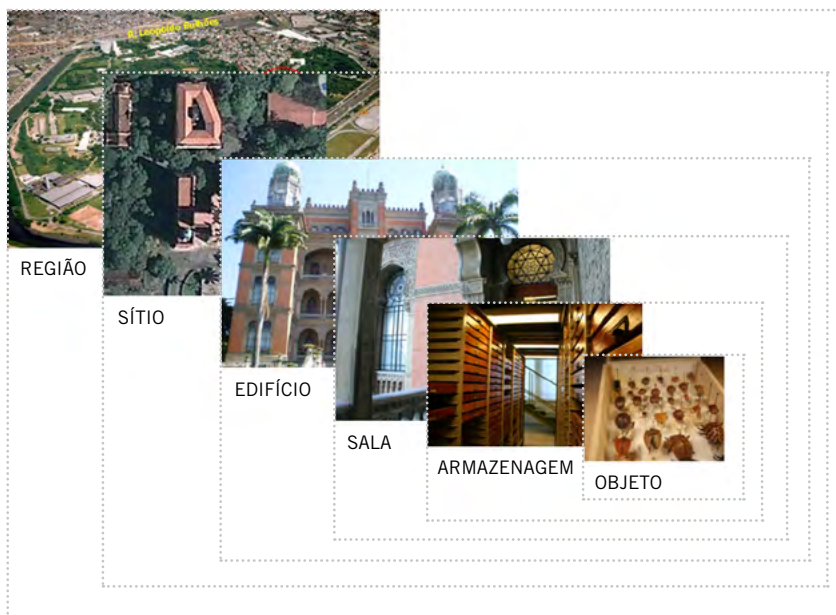 R. Leopoldo Bulhões
REGIÃO
SÍTIO
EDIFÍCIO
SALA
ARMAZENAGEM
OBJETO